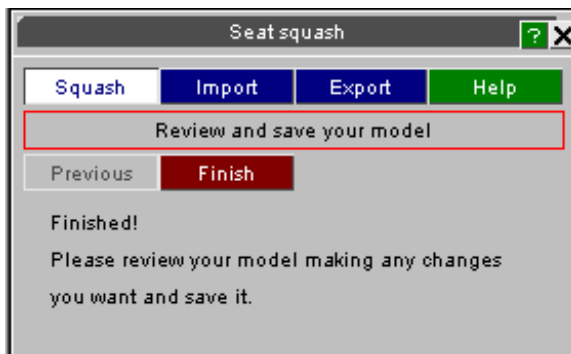 Seat squash
? X
Squash Import Export Help
Review and save your model
Previous Finish
Finished!
Please review your model making any changes
you want and save it.